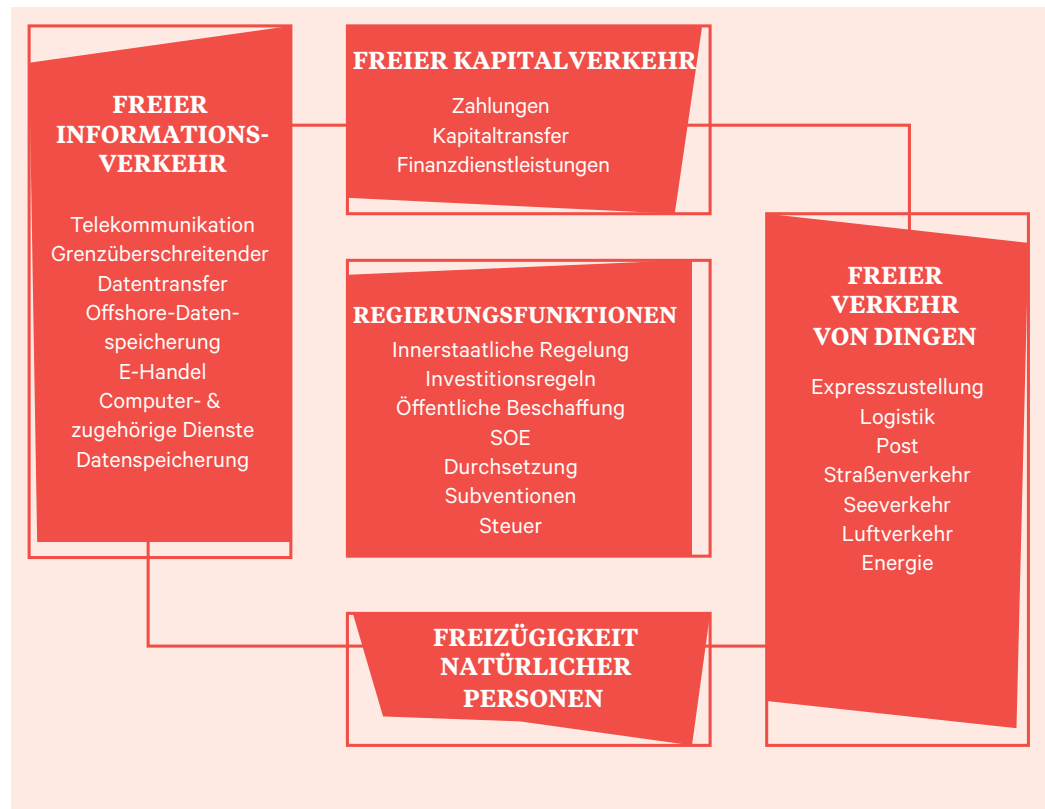 FREIER
INFORMATIONS-
VERKEHR
Telekommunikation
Grenzüberschreitender
Datentransfer
Offshore-Daten-
speicherung
E-Handel
Computer- &
zugehörige Dienste
Datenspeicherung
FREIER KAPITALVERKEHR
Zahlungen
Kapitaltransfer
Finanzdienstleistungen
REGIERUNGSFUNKTIONEN
Innerstaatliche Regelung
Investitionsregeln
Öffentliche Beschaffung
SOE
Durchsetzung
Subventionen
Steuer
FREIZÜGIGKEIT
NATÜRLICHER
PERSONEN
FREIER
VERKEHR
VON DINGEN
Expresszustellung
Logistik
Post
Straßenverkehr
Seeverkehr
Luftverkehr
Energie